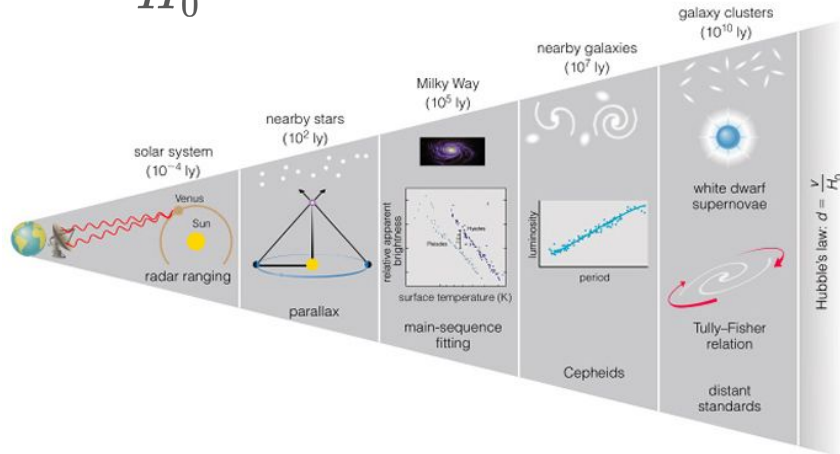 H₀
solar system
(10⁻⁴ ly)
Venus
Sun
radar ranging
nearby stars
(10² ly)
parallax
Milky Way
(10⁵ ly)
relative apparent
brightness
Pleiades
Hyades
surface temperature (K)
main-sequence
fitting
nearby galaxies
(10⁷ ly)
luminosity
period
Cepheids
galaxy clusters
(10¹⁰ ly)
white dwarf
supernovae
Tully–Fisher
relation
distant
standards
Hubble's law: d = v/H₀